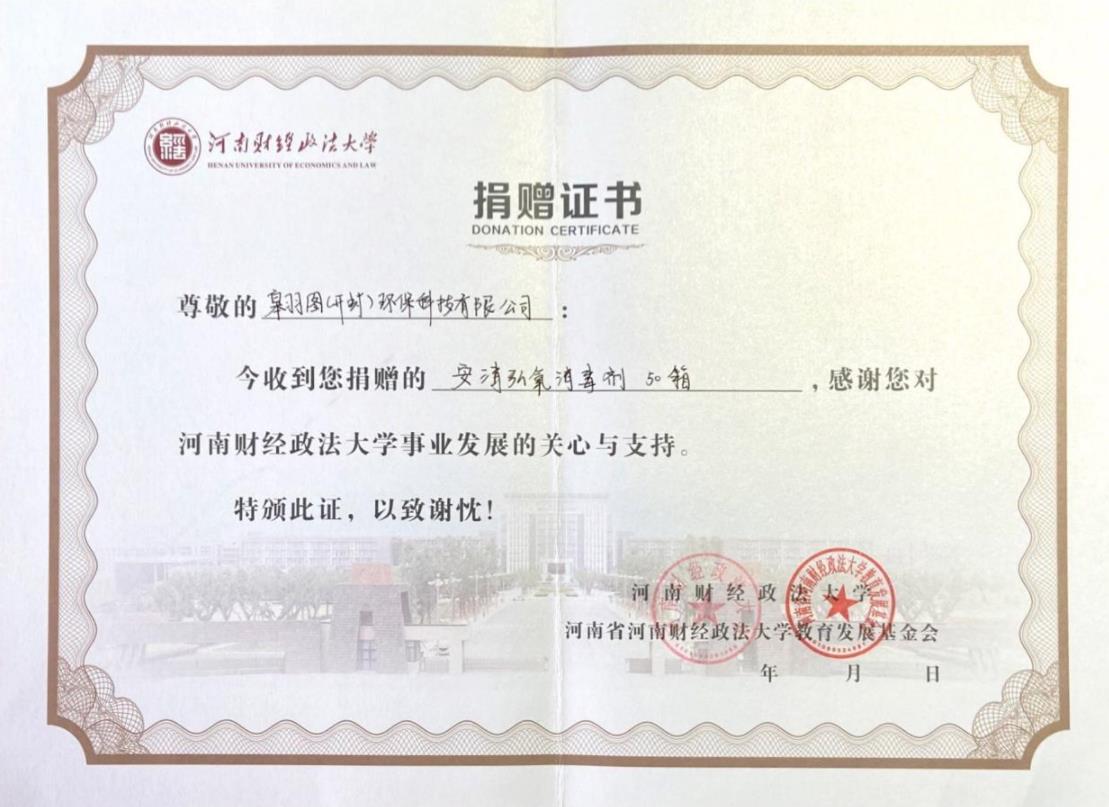 河南财经政法大學
HENAN UNIVERSITY OF ECONOMICS AND LAW
捐赠证书
DONATION CERTIFICATE
尊敬的 羽图(开封)环保科技有限公司：
今收到您捐赠的 安清弘氧消毒剂 50箱，感谢您对
河南财经政法大学事业发展的关心与支持。
特颁此证，以致谢忱！
河南财经政法大学
河南省河南财经政法大学教育发展基金会
年 月 日